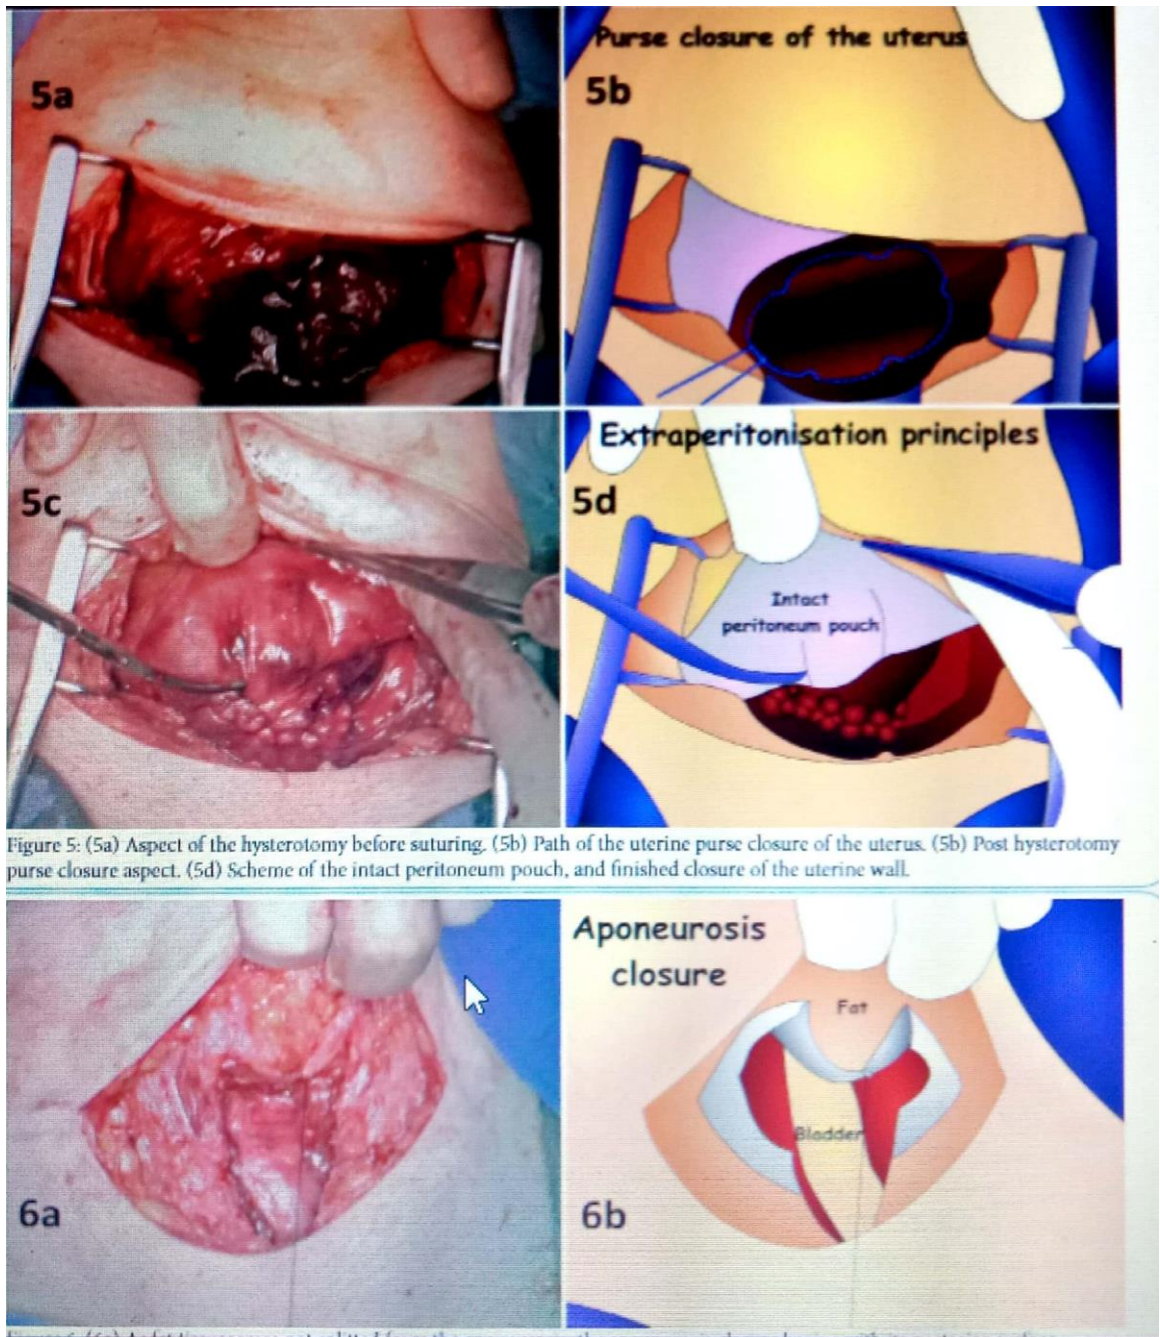 Purse closure of the uterus
5a
5b
Extraperitonisation principles
5c
5d
Intact
peritoneum pouch
Figure 5: (5a) Aspect of the hysterotomy before suturing. (5b) Path of the uterine purse closure of the uterus. (5b) Post hysterotomy
purse closure aspect. (5d) Scheme of the intact peritoneum pouch, and finished closure of the uterine wall.
Aponeurosis
closure
Fat
Bladder
6a
6b